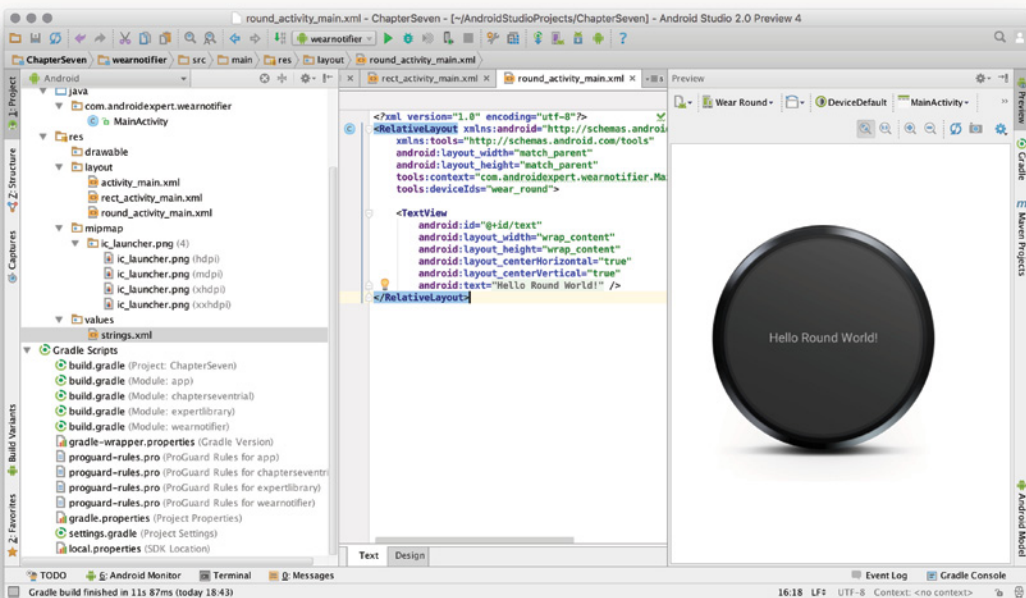 round_activity_main.xml - ChapterSeven - [~/AndroidStudioProjects/ChapterSeven] - Android Studio 2.0 Preview 4
wearnotifier
ChapterSeven wearnotifier src main res layout round_activity_main.xml
Android
rect_activity_main.xml
round_activity_main.xml
Preview
1: Project
Z: Structure
Captures
Build Variants
2: Favorites
java
com.androidexpert.wearnotifier
MainActivity
res
drawable
layout
activity_main.xml
rect_activity_main.xml
round_activity_main.xml
mipmap
ic_launcher.png (4)
ic_launcher.png (hdpi)
ic_launcher.png (mdpi)
ic_launcher.png (xhdpi)
ic_launcher.png (xxhdpi)
values
strings.xml
Gradle Scripts
build.gradle (Project: ChapterSeven)
build.gradle (Module: app)
build.gradle (Module: chapterseventrial)
build.gradle (Module: expertlibrary)
build.gradle (Module: wearnotifier)
gradle-wrapper.properties (Gradle Version)
proguard-rules.pro (ProGuard Rules for app)
proguard-rules.pro (ProGuard Rules for chapterseventri
proguard-rules.pro (ProGuard Rules for expertlibrary)
proguard-rules.pro (ProGuard Rules for wearnotifier)
gradle.properties (Project Properties)
settings.gradle (Project Settings)
local.properties (SDK Location)
<?xml version="1.0" encoding="utf-8"?>
<RelativeLayout xmlns:android="http://schemas.androi
xmlns:tools="http://schemas.android.com/tools"
android:layout_width="match_parent"
android:layout_height="match_parent"
tools:context="com.androidexpert.wearnotifier.Ma
tools:deviceIds="wear_round">
<TextView
android:id="@+id/text"
android:layout_width="wrap_content"
android:layout_height="wrap_content"
android:layout_centerHorizontal="true"
android:layout_centerVertical="true"
android:text="Hello Round World!" />
</RelativeLayout>
Text Design
Wear Round DeviceDefault MainActivity
Hello Round World!
Preview
Gradle
Maven Projects
Android Model
TODO 6: Android Monitor Terminal 0: Messages Event Log Gradle Console
Gradle build finished in 11s 87ms (today 18:43) 16:18 LF UTF-8 Context: <no context>